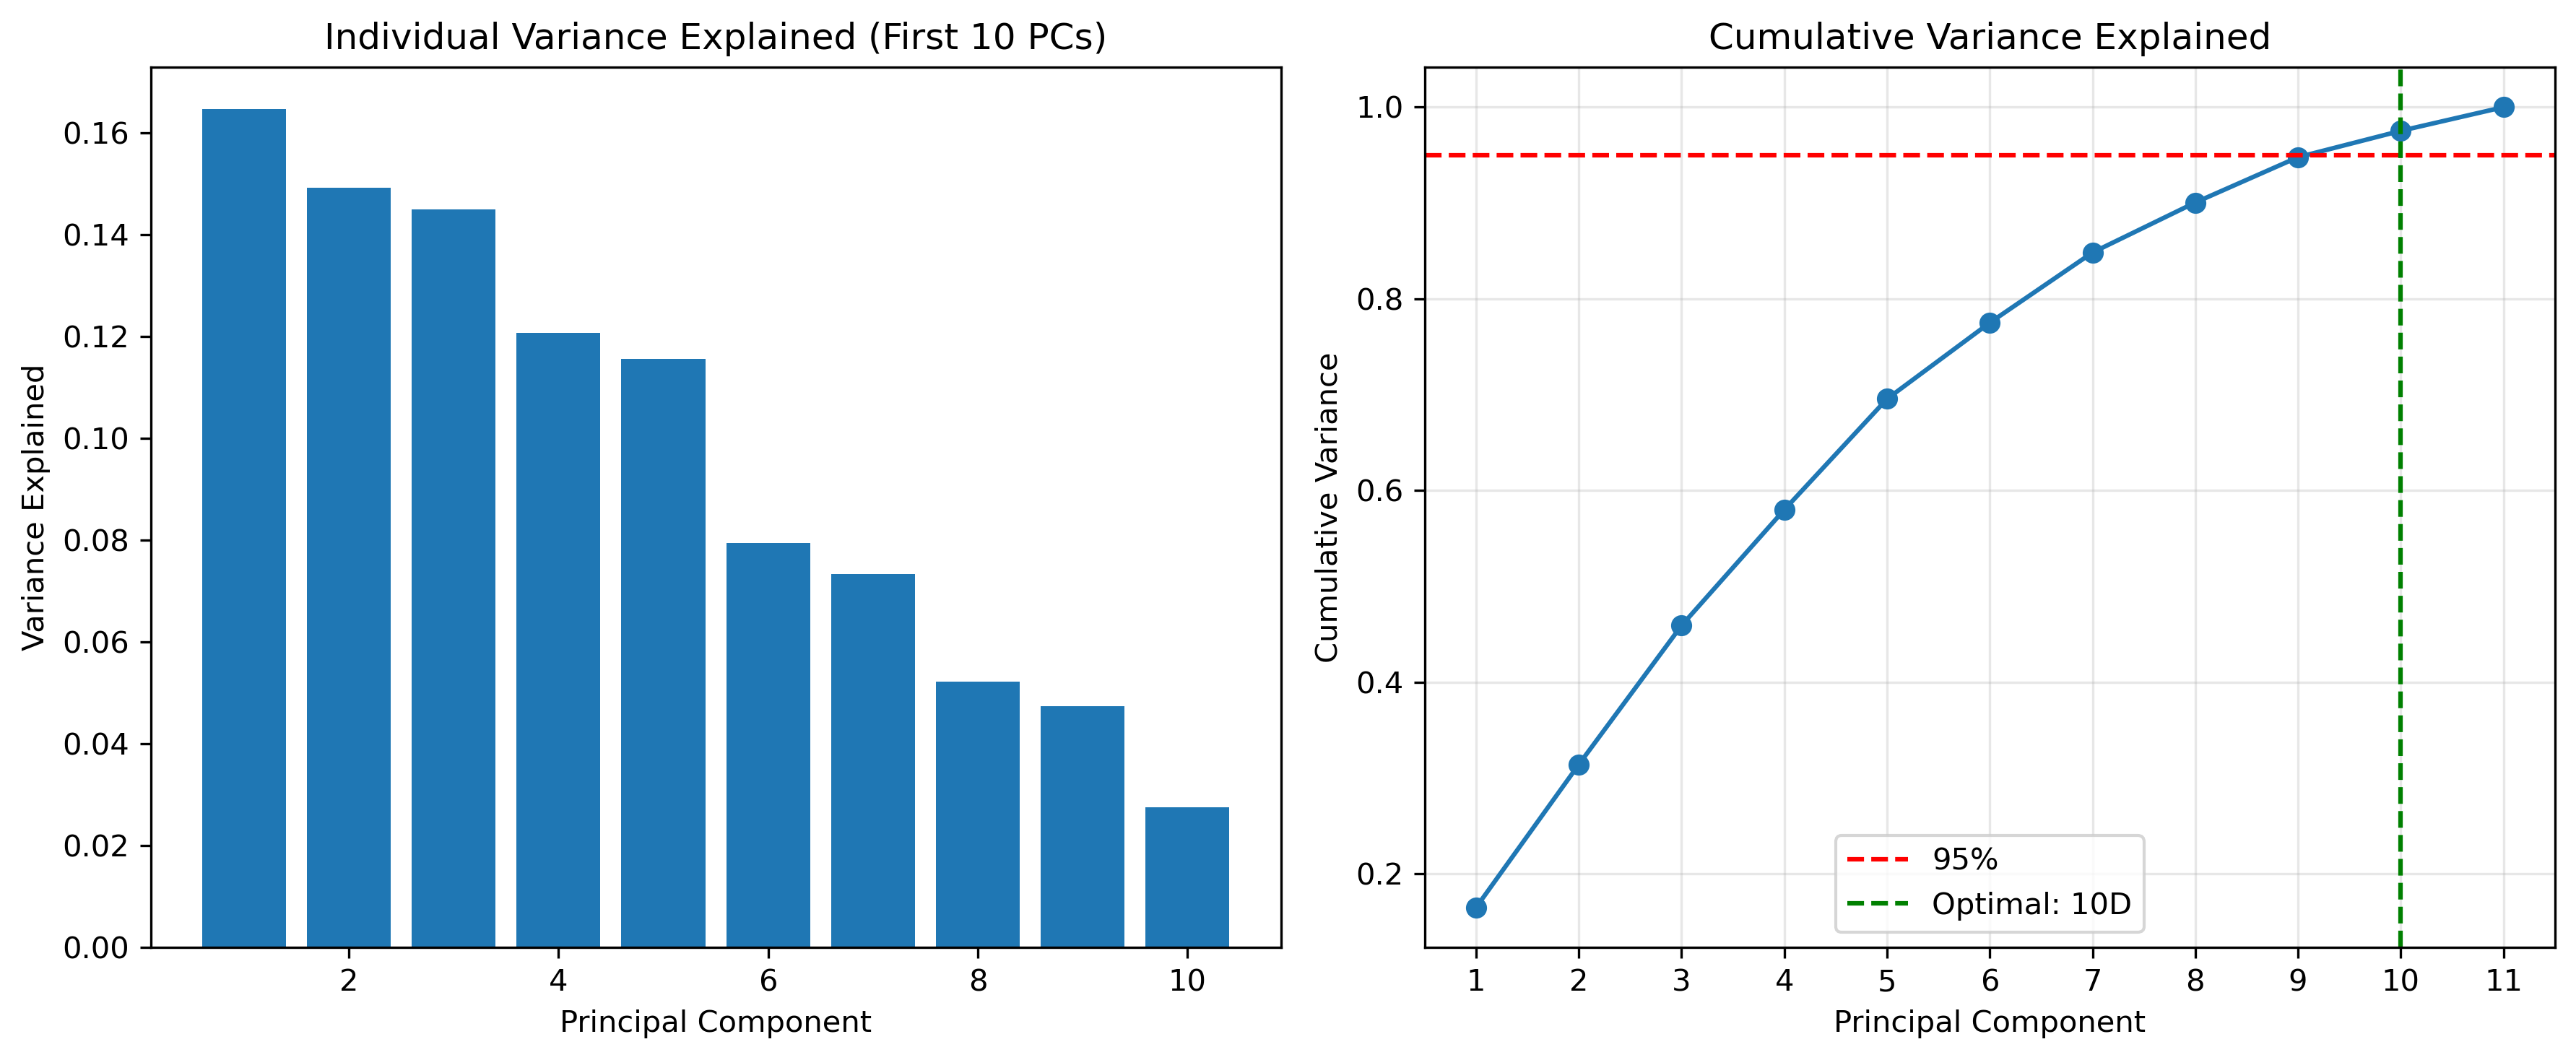 Individual Variance Explained (First 10 PCs)
Variance Explained
0.16
0.14
0.12
0.10
0.08
0.06
0.04
0.02
0.00
2 4 6 8 10
Principal Component
Cumulative Variance Explained
Cumulative Variance
1.0
0.8
0.6
0.4
0.2
95%
Optimal: 10D
1 2 3 4 5 6 7 8 9 10 11
Principal Component